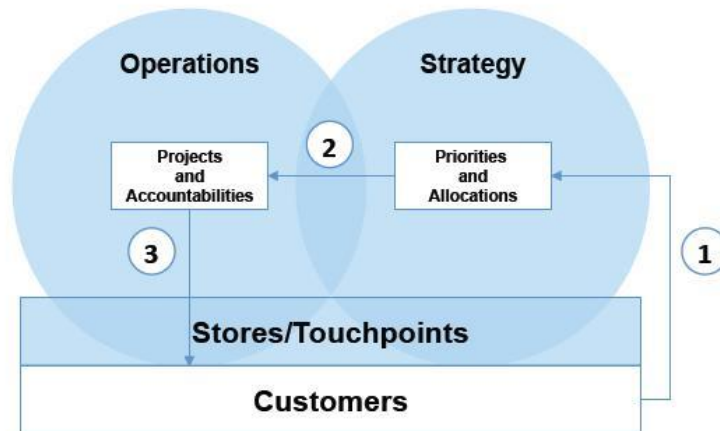 Operations
Strategy
2
Projects
and
Accountabilities
Priorities
and
Allocations
3
1
Stores/Touchpoints
Customers